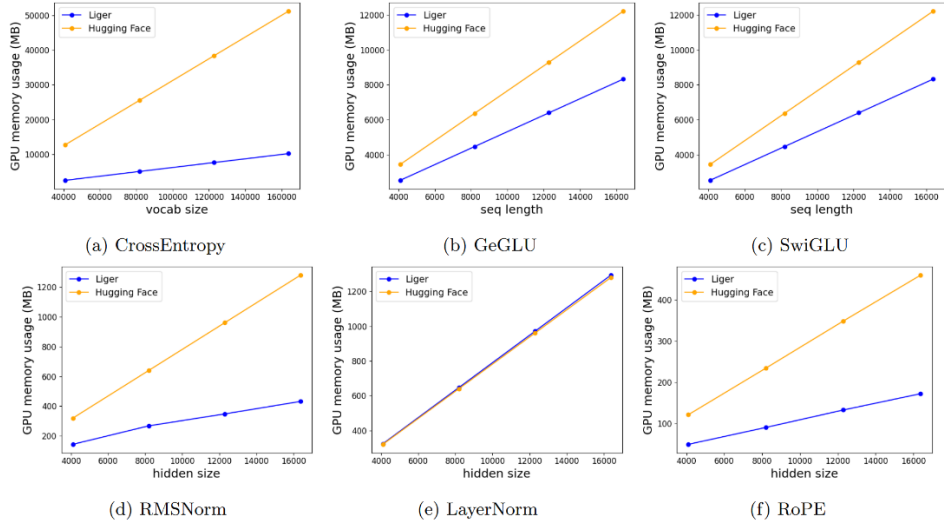 50000
40000
30000
20000
10000
GPU memory usage (MB)
Liger
Hugging Face
40000 60000 80000 100000 120000 140000 160000
vocab size
(a) CrossEntropy
12000
10000
8000
6000
4000
GPU memory usage (MB)
Liger
Hugging Face
4000 6000 8000 10000 12000 14000 16000
seq length
(b) GeGLU
12000
10000
8000
6000
4000
GPU memory usage (MB)
Liger
Hugging Face
4000 6000 8000 10000 12000 14000 16000
seq length
(c) SwiGLU
1200
1000
800
600
400
200
GPU memory usage (MB)
Liger
Hugging Face
4000 6000 8000 10000 12000 14000 16000
hidden size
(d) RMSNorm
1200
1000
800
600
400
GPU memory usage (MB)
Liger
Hugging Face
4000 6000 8000 10000 12000 14000 16000
hidden size
(e) LayerNorm
400
300
200
100
GPU memory usage (MB)
Liger
Hugging Face
4000 6000 8000 10000 12000 14000 16000
hidden size
(f) RoPE